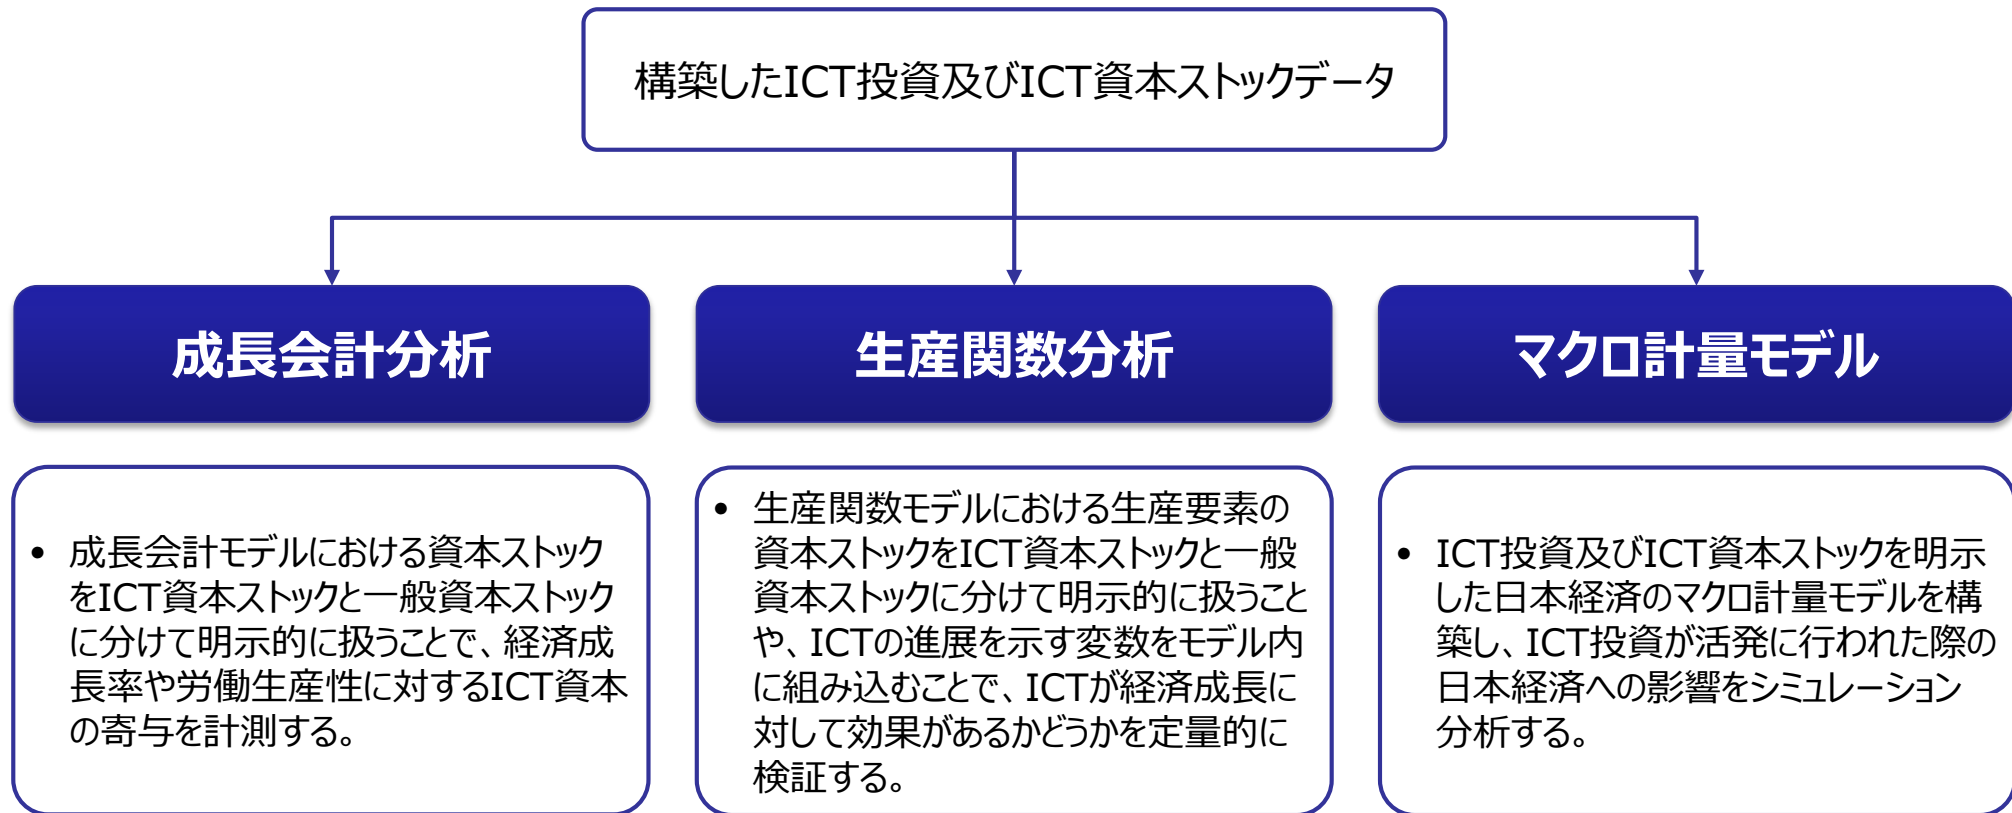 構築したICT投資及びICT資本ストックデータ
成長会計分析
生産関数分析
マクロ計量モデル
• 成長会計モデルにおける資本ストック
をICT資本ストックと一般資本ストック
に分けて明示的に扱うことで、経済成
長率や労働生産性に対するICT資本
の寄与を計測する。
• 生産関数モデルにおける生産要素の
資本ストックをICT資本ストックと一般
資本ストックに分けて明示的に扱うこと
や、ICTの進展を示す変数をモデル内
に組み込むことで、ICTが経済成長に
対して効果があるかどうかを定量的に
検証する。
• ICT投資及びICT資本ストックを明示
した日本経済のマクロ計量モデルを構
築し、ICT投資が活発に行われた際の
日本経済への影響をシミュレーション
分析する。